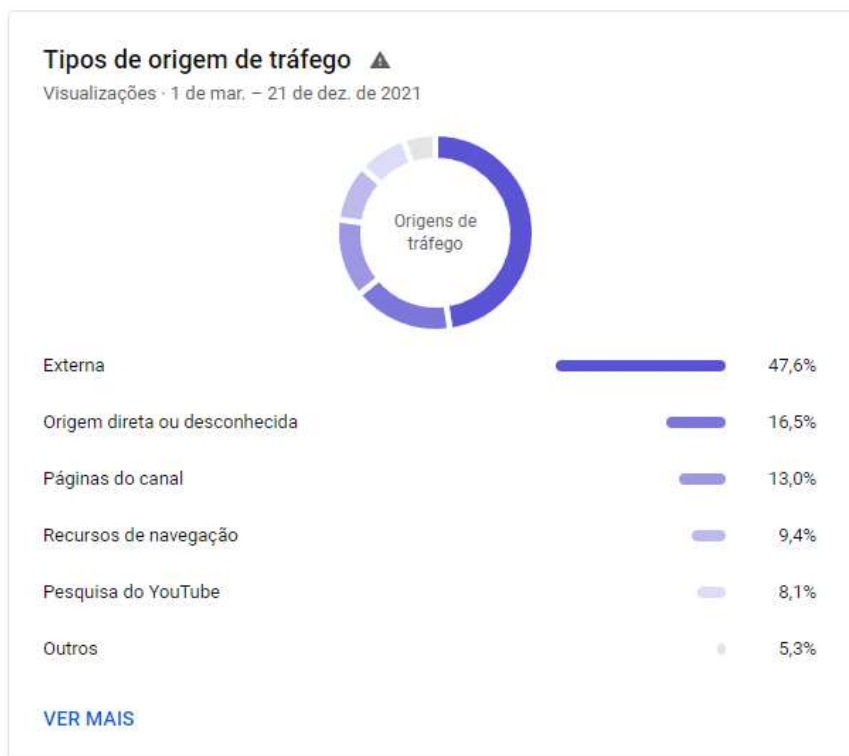 Tipos de origem de tráfego
Visualizações · 1 de mar. – 21 de dez. de 2021
Origens de
tráfego
Externa 47,6%
Origem direta ou desconhecida 16,5%
Páginas do canal 13,0%
Recursos de navegação 9,4%
Pesquisa do YouTube 8,1%
Outros 5,3%
VER MAIS